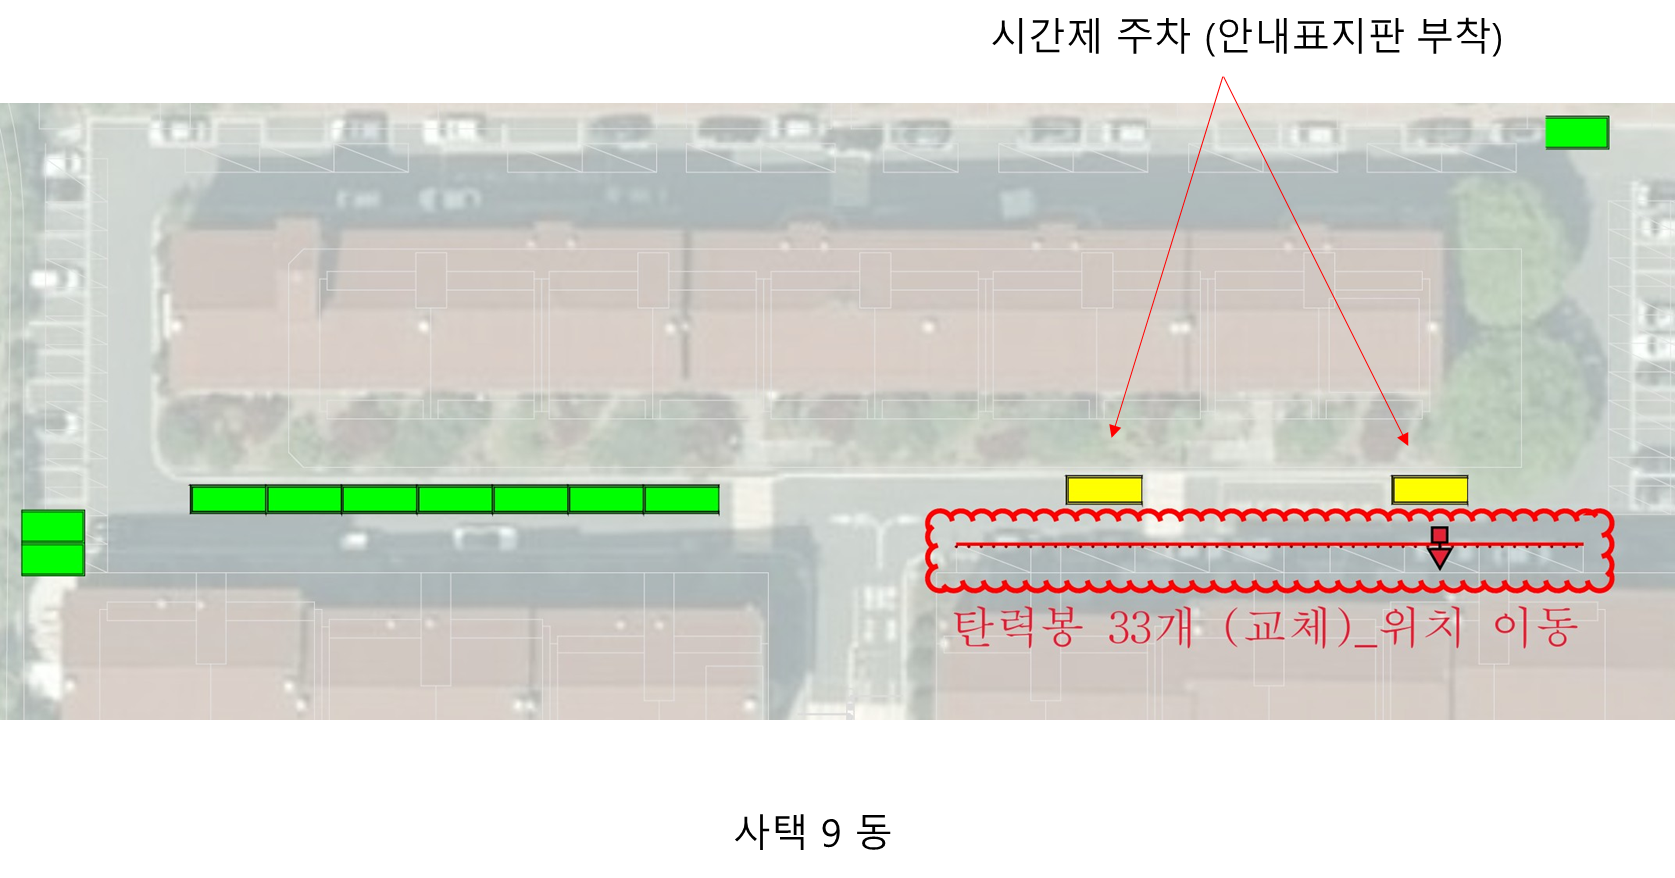 시간제 주차 (안내표지판 부착)
탄력봉 33개 (교체)_위치 이동
사택 9 동